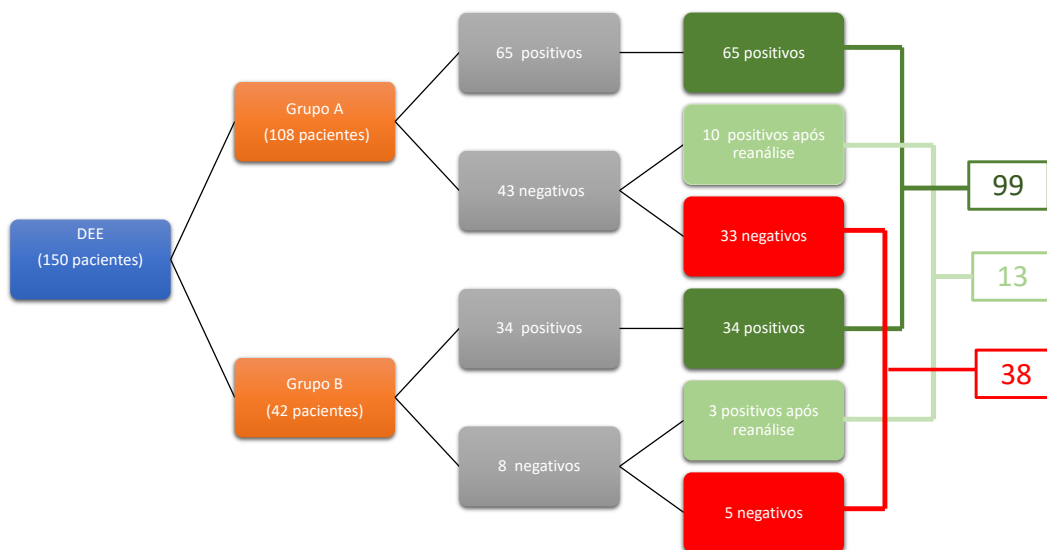 DEE
(150 pacientes)
Grupo A
(108 pacientes)
65 positivos
65 positivos
43 negativos
10 positivos após
reanálise
33 negativos
Grupo B
(42 pacientes)
34 positivos
34 positivos
8 negativos
3 positivos após
reanálise
5 negativos
99
13
38